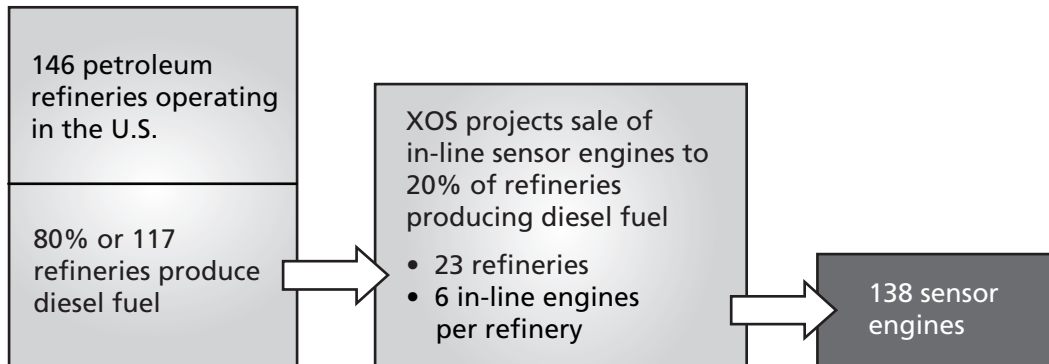 146 petroleum
refineries operating
in the U.S.
80% or 117
refineries produce
diesel fuel
XOS projects sale of
in-line sensor engines to
20% of refineries
producing diesel fuel
• 23 refineries
• 6 in-line engines
per refinery
138 sensor
engines